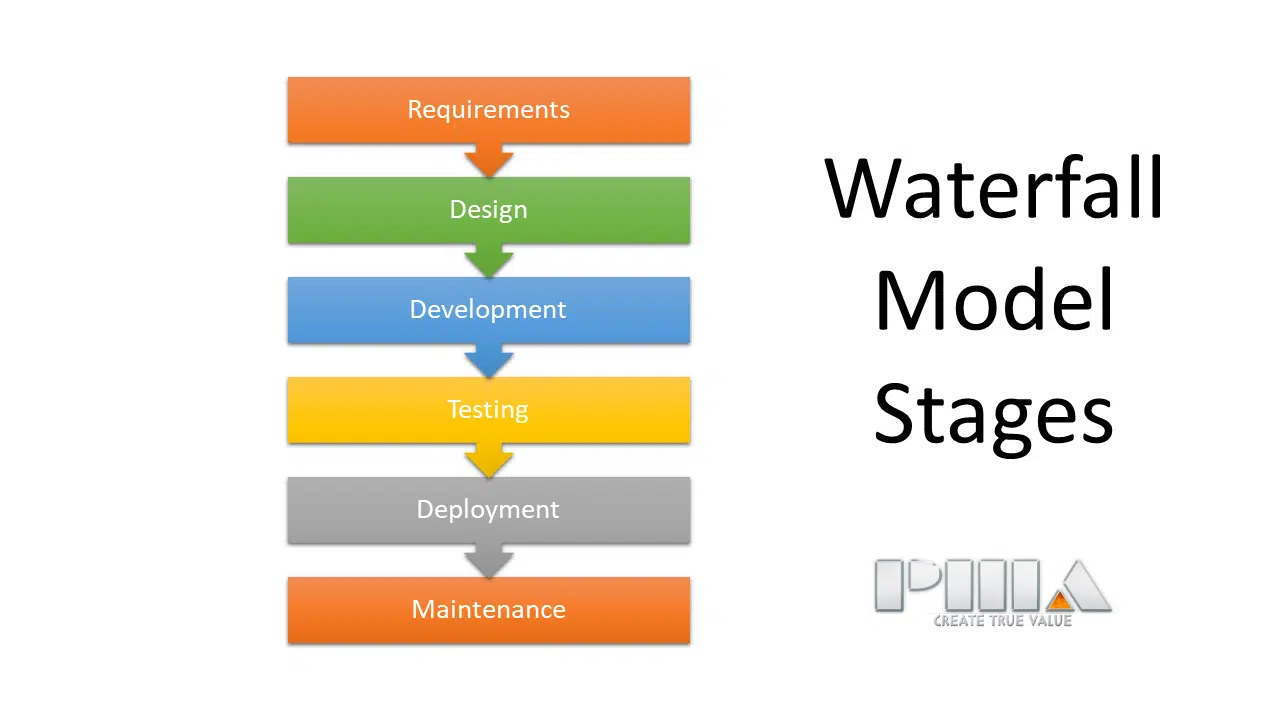 Requirements
Design
Development
Testing
Deployment
Maintenance
Waterfall
Model
Stages
PMA
CREATE TRUE VALUE